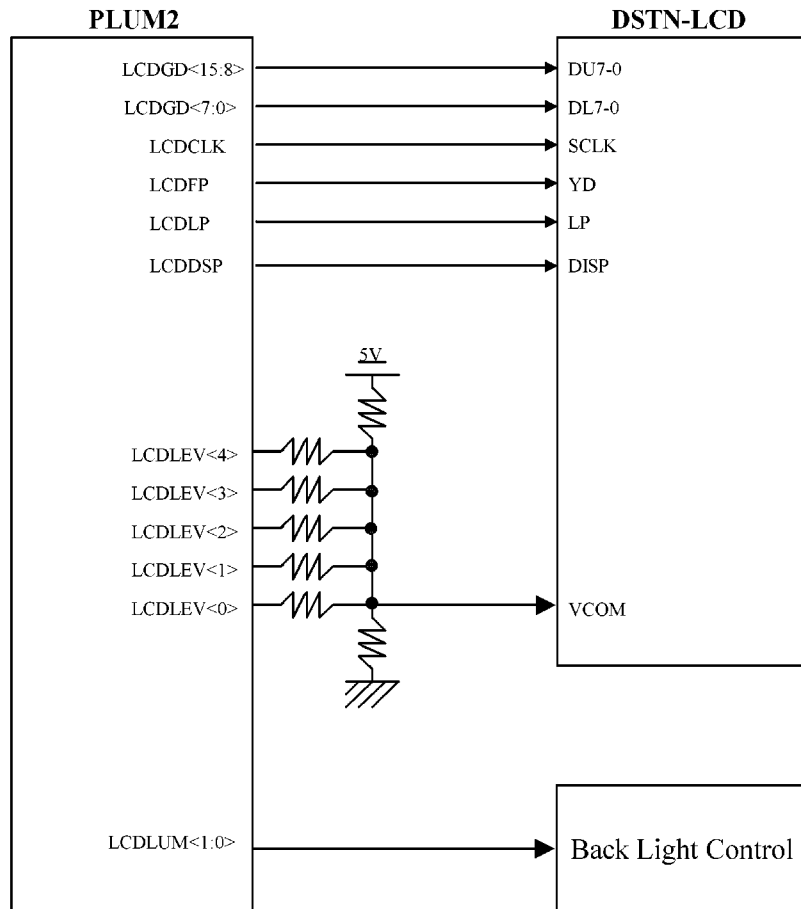 PLUM2 DSTN-LCD
LCDGD<15:8> DU7-0
LCDGD<7:0> DL7-0
LCDCLK SCLK
LCDFP YD
LCDLP LP
LCDDSP DISP
5V
LCDLEV<4>
LCDLEV<3>
LCDLEV<2>
LCDLEV<1>
LCDLEV<0> VCOM
LCDLUM<1:0> Back Light Control